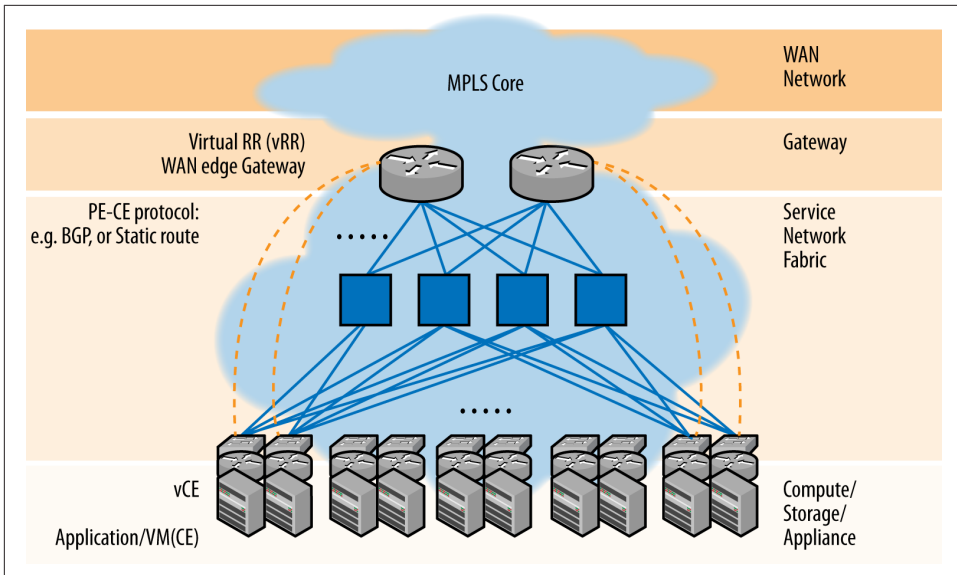 MPLS Core
WAN
Network
Virtual RR (vRR)
WAN edge Gateway
Gateway
PE-CE protocol:
e.g. BGP, or Static route
Service
Network
Fabric
.....
.....
vCE
Application/VM(CE)
Compute/
Storage/
Appliance